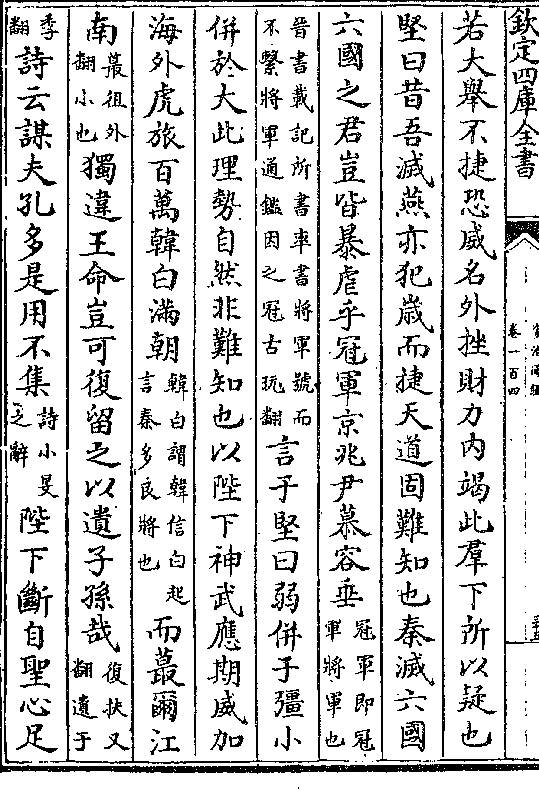 欽定四庫全書
資治通鑑
卷一百四
若大舉不捷恐威名外挫財力内竭此羣下所以疑也
堅曰昔吾滅燕亦犯歳而捷天道固難知也秦滅六國
六國之君豈皆暴虐乎冠軍京兆尹慕容垂冠軍即冠軍將軍也
晉書載記所書率書將軍號而不繫將軍通鑑因之冠古玩翻言于堅曰弱併于彊小
併於大此理勢自然非難知也以陛下神武應期威加
海外虎旅百萬韓白滿朝韓白謂韓信白起言秦多良將也而蕞爾江
南蕞徂外翻小也獨違王命豈可復留之以遺子孫哉復扶又翻遺于
季翻詩云謀夫孔多是用不集詩小旻之辭陛下斷自聖心足